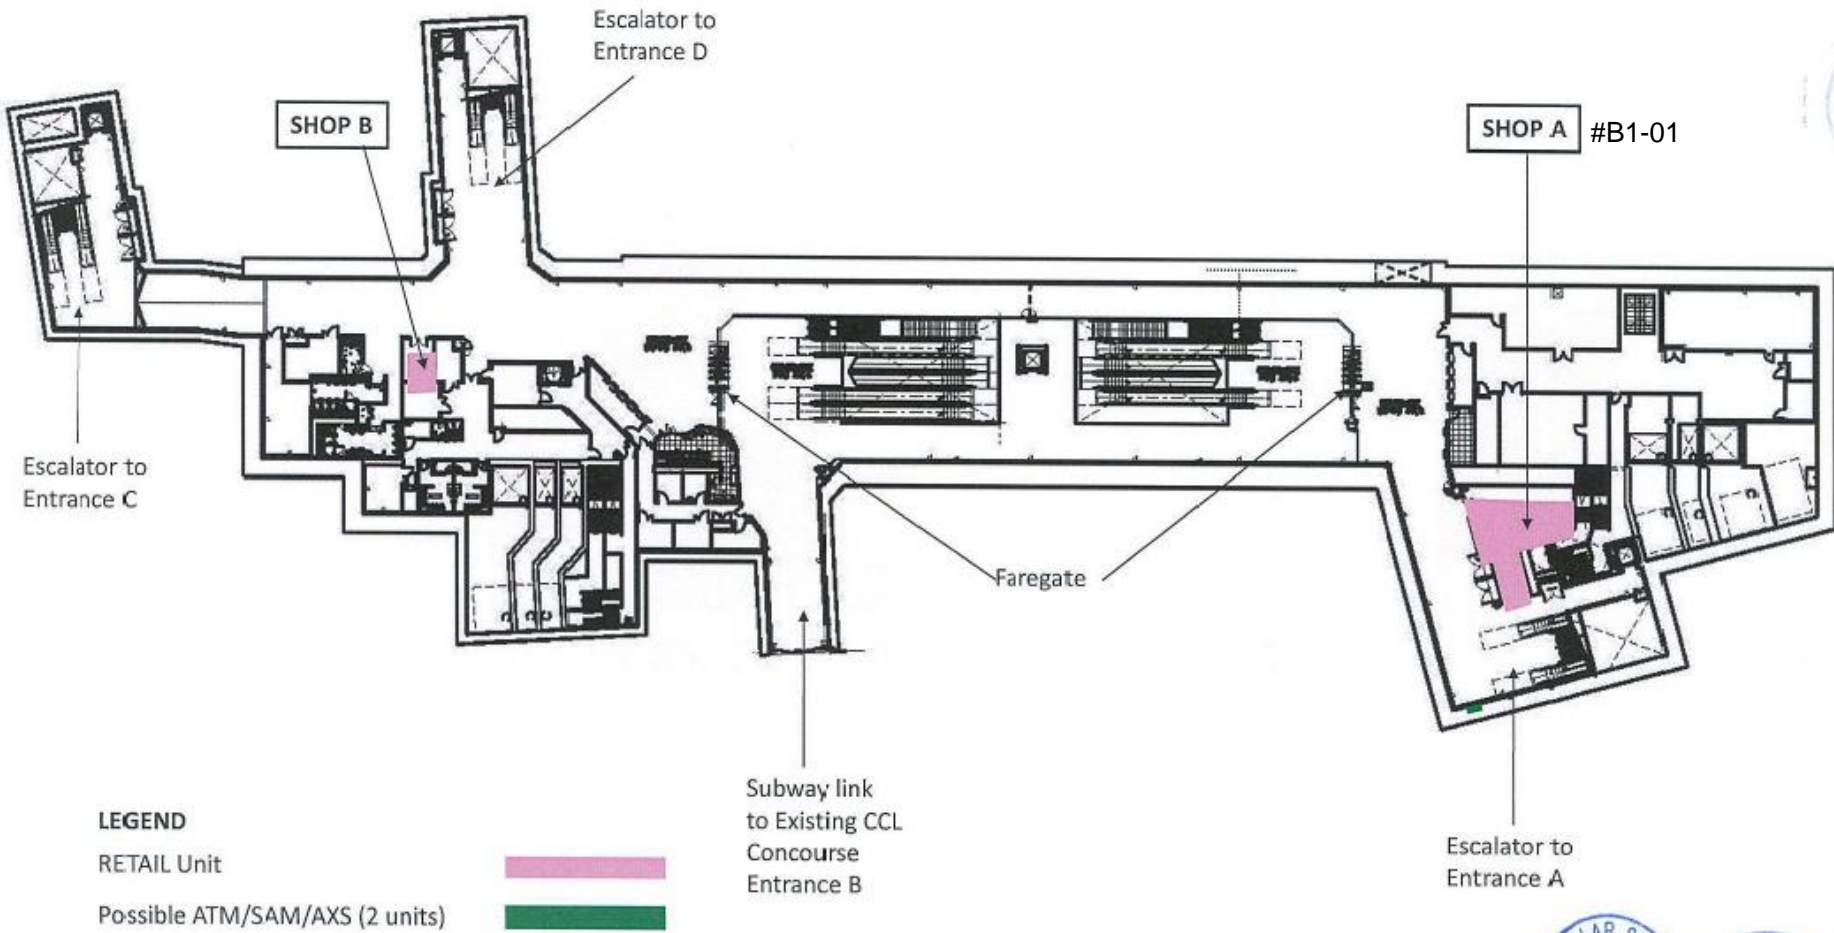 Escalator to
Entrance D
SHOP B
SHOP A #B1-01
Escalator to
Entrance C
Faregate
Subway link
to Existing CCL
Concourse
Entrance B
Escalator to
Entrance A
LEGEND
RETAIL Unit
Possible ATM/SAM/AXS (2 units)